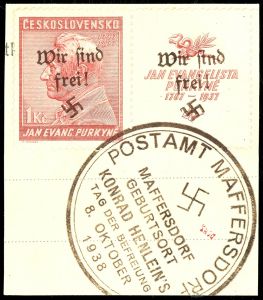 ČESKOSLOVENSKO
Wir sind
frei!
1Kč
JAN EVANG. PURKYNĚ
Wir sind
frei!
JAN EVANGELISTA
PURKYNĚ
1787 - 1937
POSTAMT MAFFERSDORF
MAFFERSDORF
GEBURTSORT
KONRAD HENLEIN'S
TAG DER BEFREIUNG
8. OKTOBER
1938